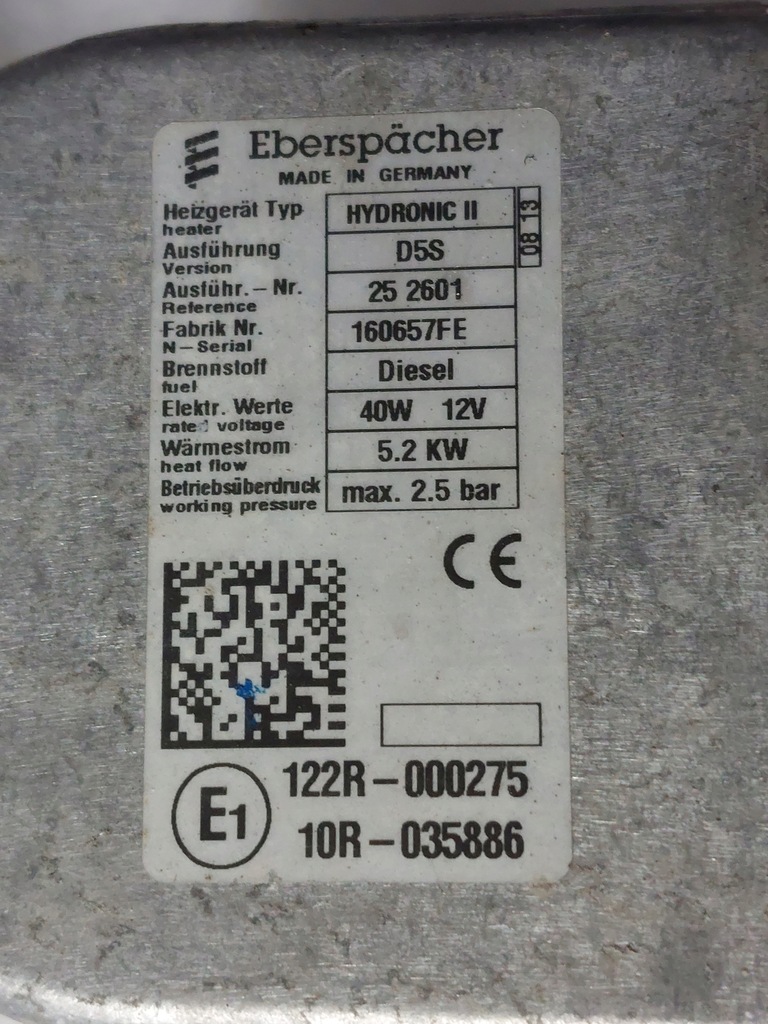 Eberspächer
MADE IN GERMANY
Heizgerät Typ HYDRONIC II
heater
08 13
Ausführung D5S
Version
Ausführ.-Nr. 25 2601
Reference
Fabrik Nr. 160657FE
N-Serial
Brennstoff Diesel
fuel
Elektr. Werte 40W 12V
rated voltage
Wärmestrom 5.2 KW
heat flow
Betriebsüberdruck max. 2.5 bar
working pressure
CE
E1 122R-000275
10R-035886